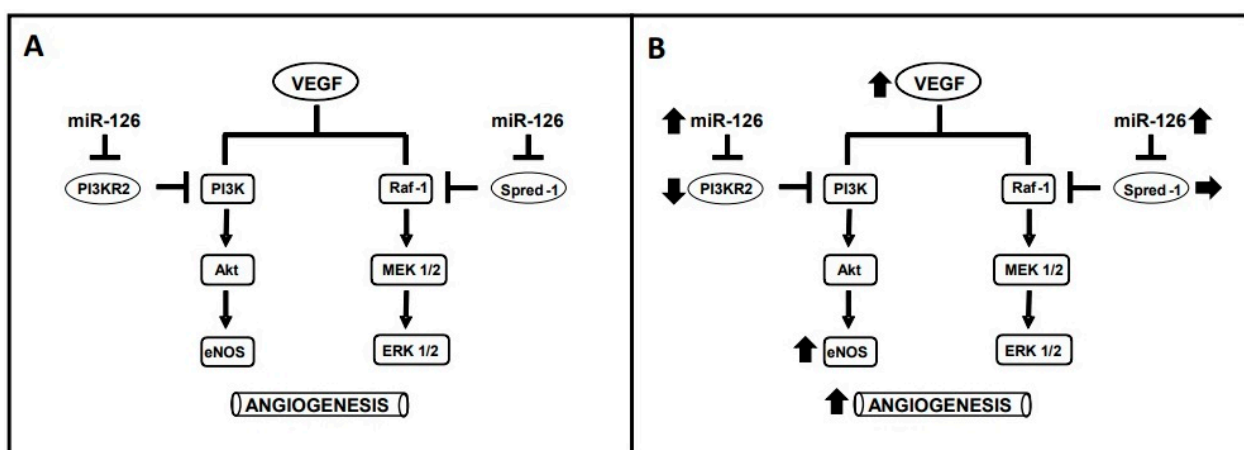 A
VEGF
miR-126 miR-126
PI3KR2 PI3K Raf-1 Spred-1
Akt MEK 1/2
eNOS ERK 1/2
ANGIOGENESIS
B
VEGF
miR-126 miR-126
PI3KR2 PI3K Raf-1 Spred-1
Akt MEK 1/2
eNOS ERK 1/2
ANGIOGENESIS